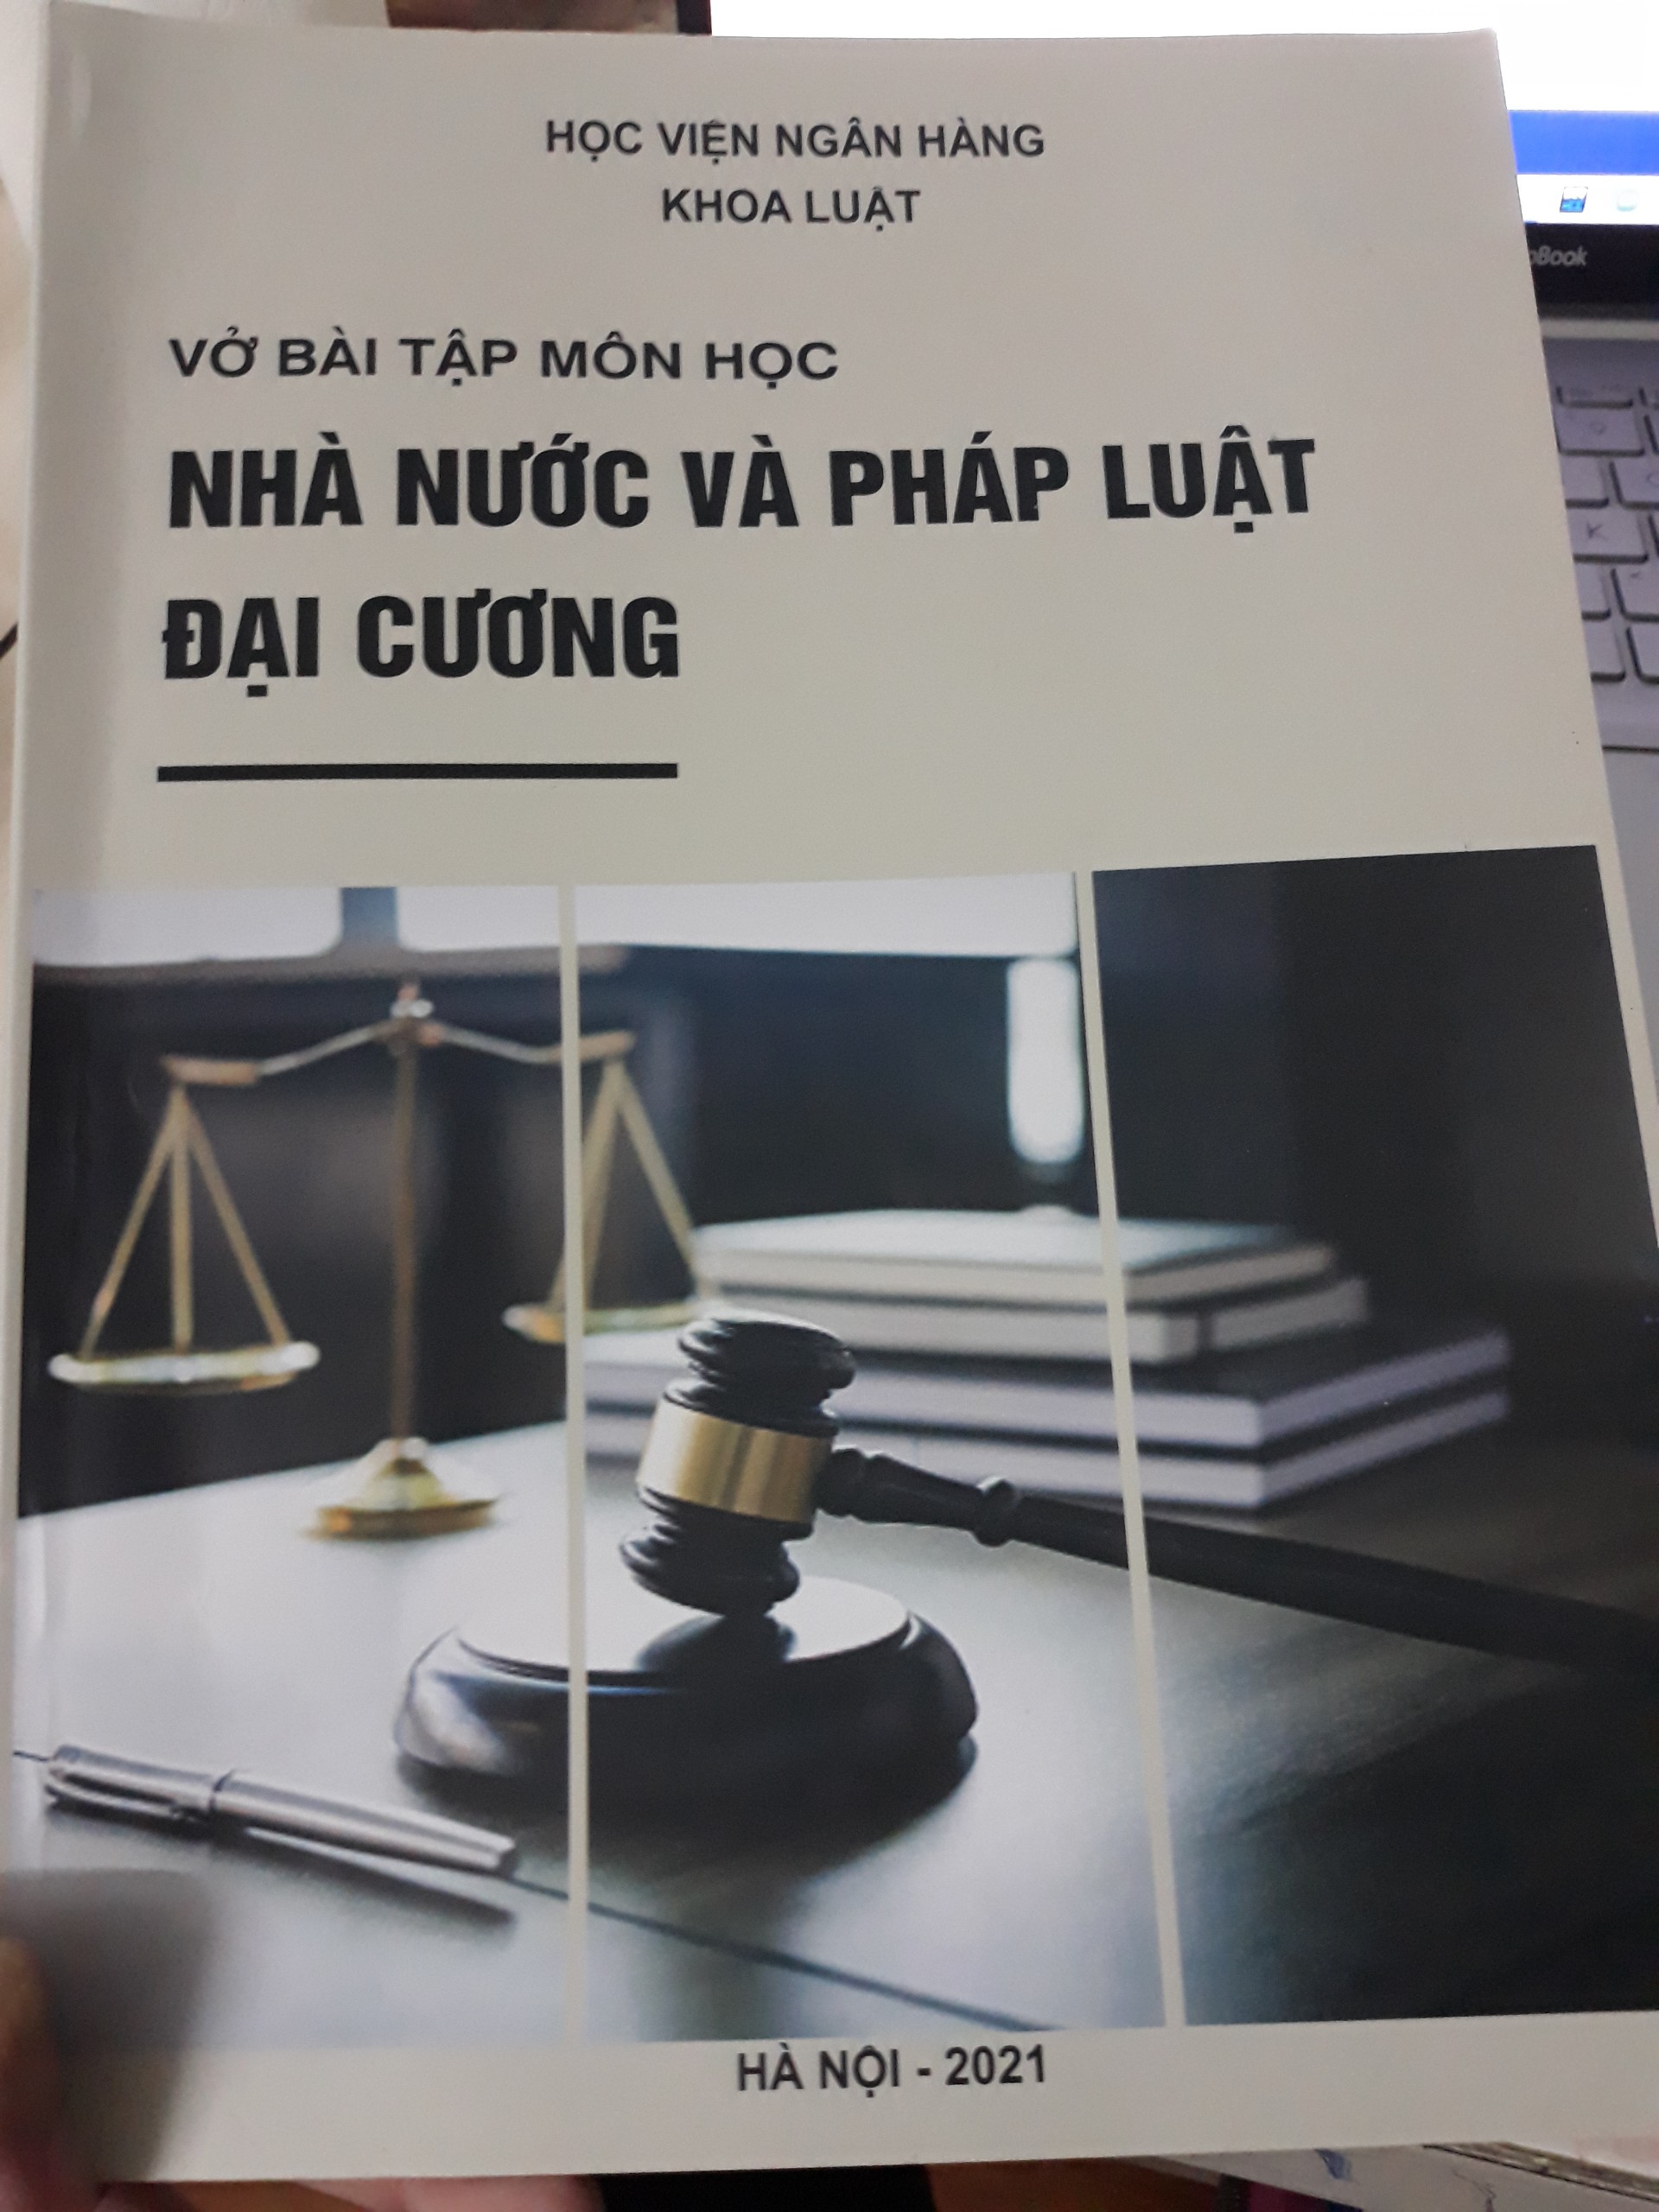 HỌC VIỆN NGÂN HÀNG
KHOA LUẬT
VỞ BÀI TẬP MÔN HỌC
NHÀ NƯỚC VÀ PHÁP LUẬT
ĐẠI CƯƠNG
HÀ NỘI - 2021
K